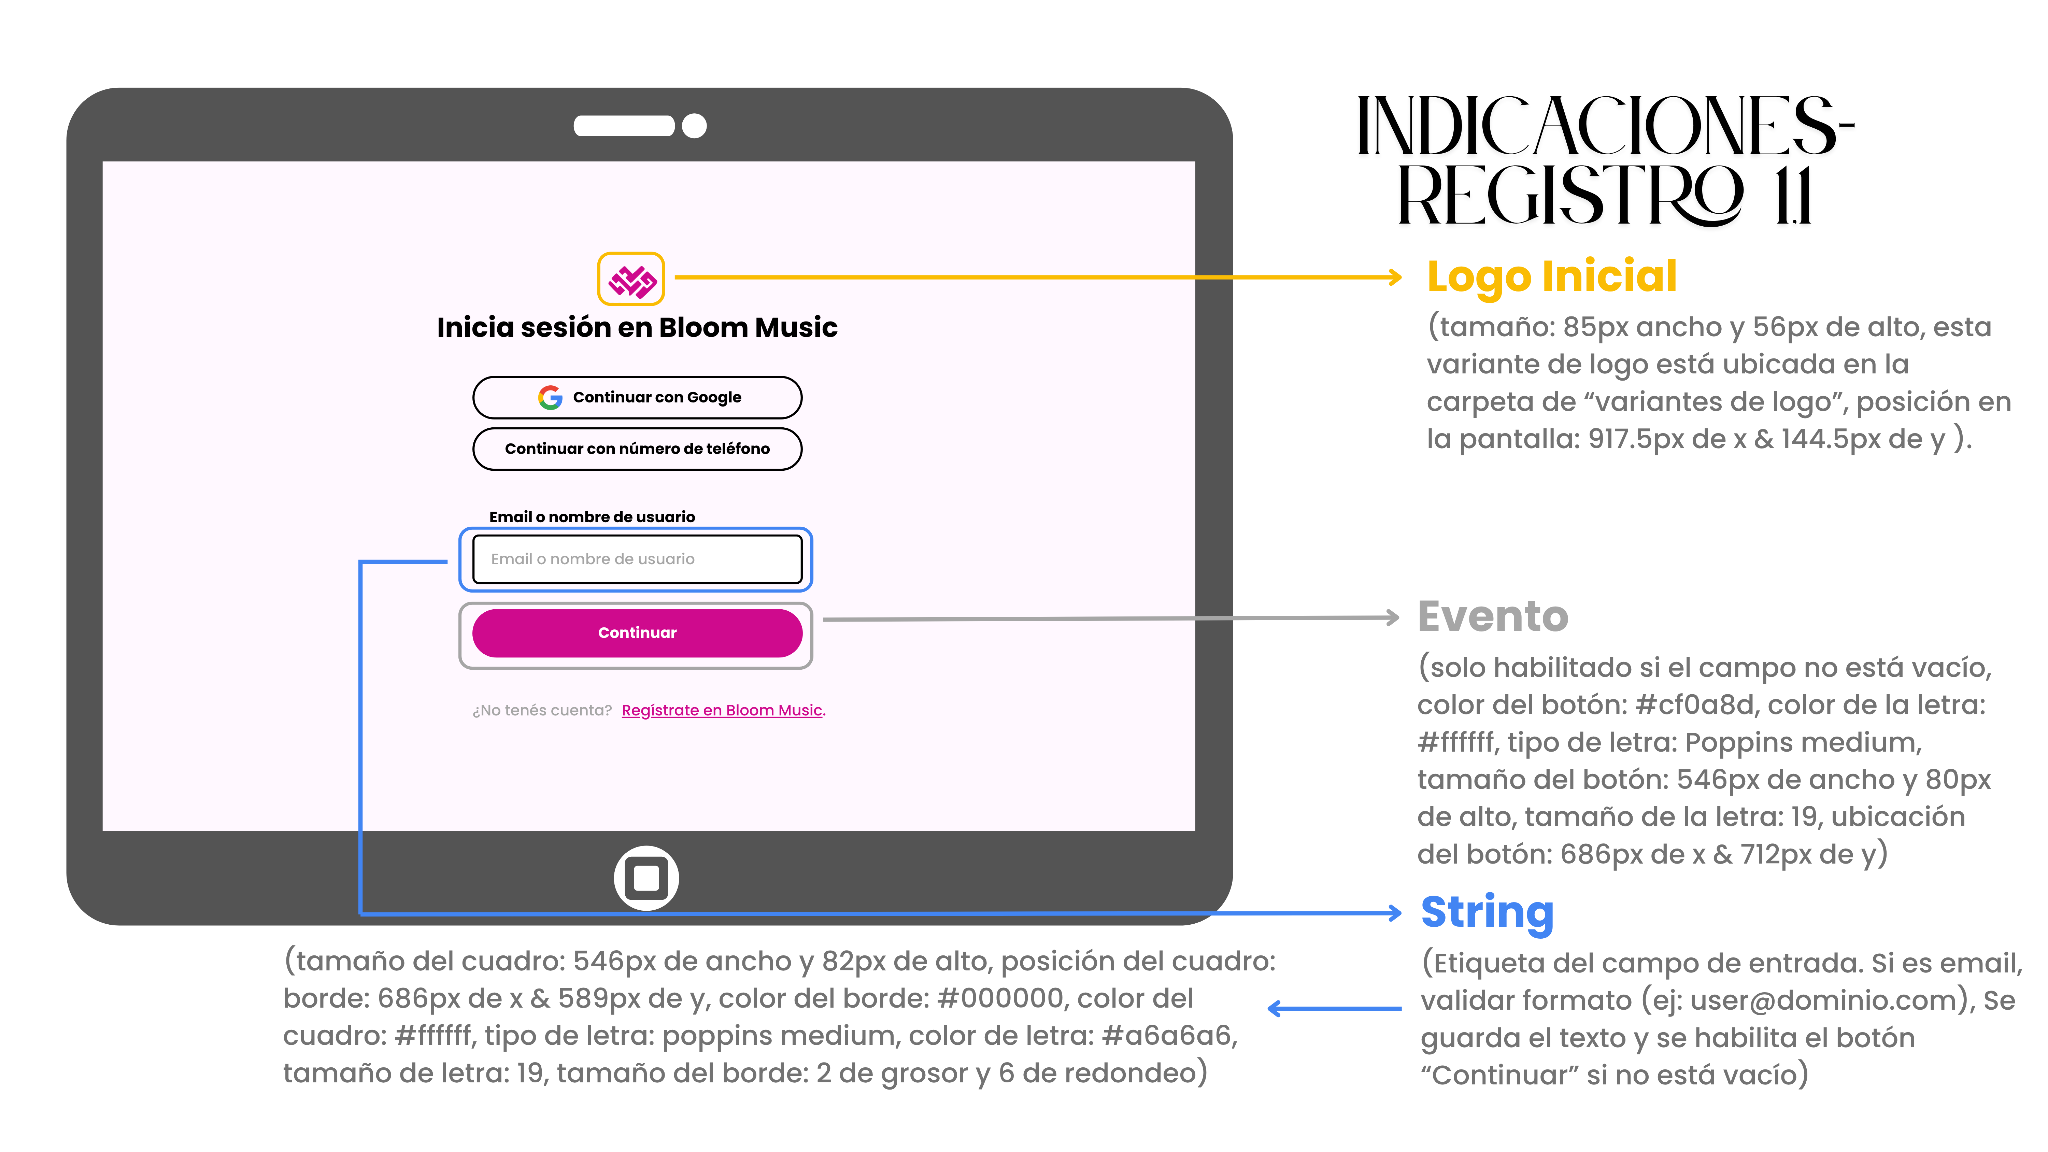 INDICACIONES-
REGISTRO 1.1
Inicia sesión en Bloom Music
Continuar con Google
Continuar con número de teléfono
Email o nombre de usuario
Email o nombre de usuario
Continuar
¿No tenés cuenta? Regístrate en Bloom Music.
Logo Inicial
(tamaño: 85px ancho y 56px de alto, esta
variante de logo está ubicada en la
carpeta de “variantes de logo”, posición en
la pantalla: 917.5px de x & 144.5px de y ).
Evento
(solo habilitado si el campo no está vacío,
color del botón: #cf0a8d, color de la letra:
#ffffff, tipo de letra: Poppins medium,
tamaño del botón: 546px de ancho y 80px
de alto, tamaño de la letra: 19, ubicación
del botón: 686px de x & 712px de y)
String
(Etiqueta del campo de entrada. Si es email,
validar formato (ej: user@dominio.com), Se
guarda el texto y se habilita el botón
“Continuar” si no está vacío)
(tamaño del cuadro: 546px de ancho y 82px de alto, posición del cuadro:
borde: 686px de x & 589px de y, color del borde: #000000, color del
cuadro: #ffffff, tipo de letra: poppins medium, color de letra: #a6a6a6,
tamaño de letra: 19, tamaño del borde: 2 de grosor y 6 de redondeo)